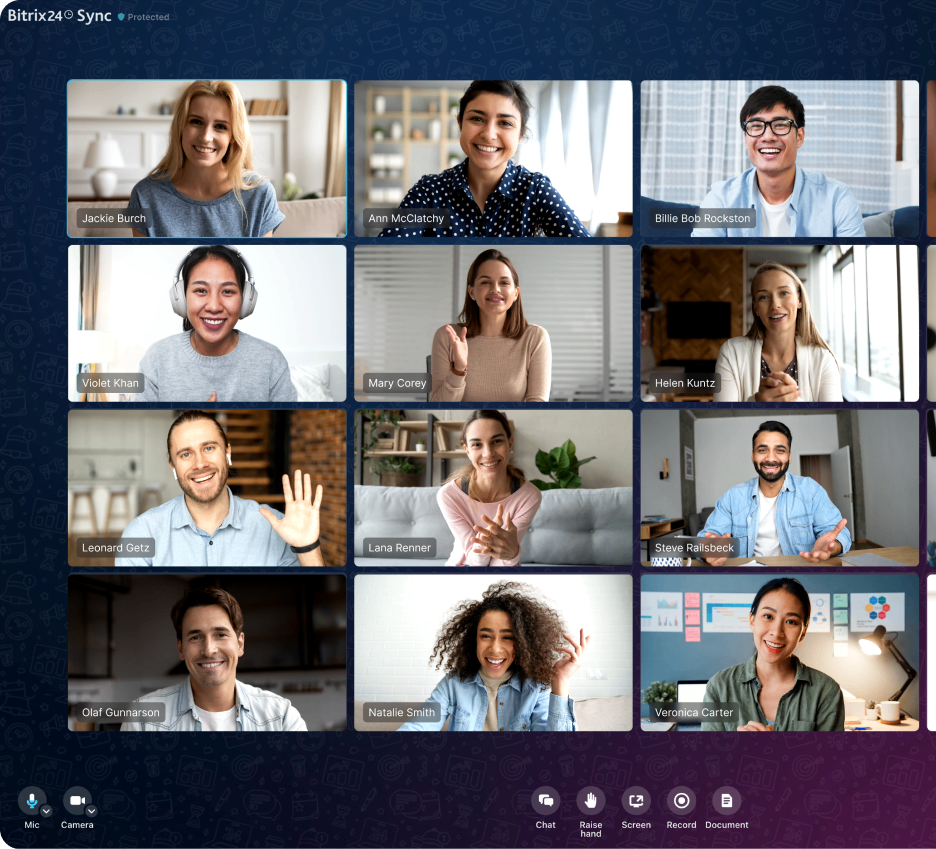 Bitrix24 Sync Protected
Jackie Burch
Ann McClatchy
Billie Bob Rockston
Violet Khan
Mary Corey
Helen Kuntz
Leonard Getz
Lana Renner
Steve Railsbeck
Olaf Gunnarson
Natalie Smith
Veronica Carter
Mic
Camera
Chat
Raise
hand
Screen
Record
Document